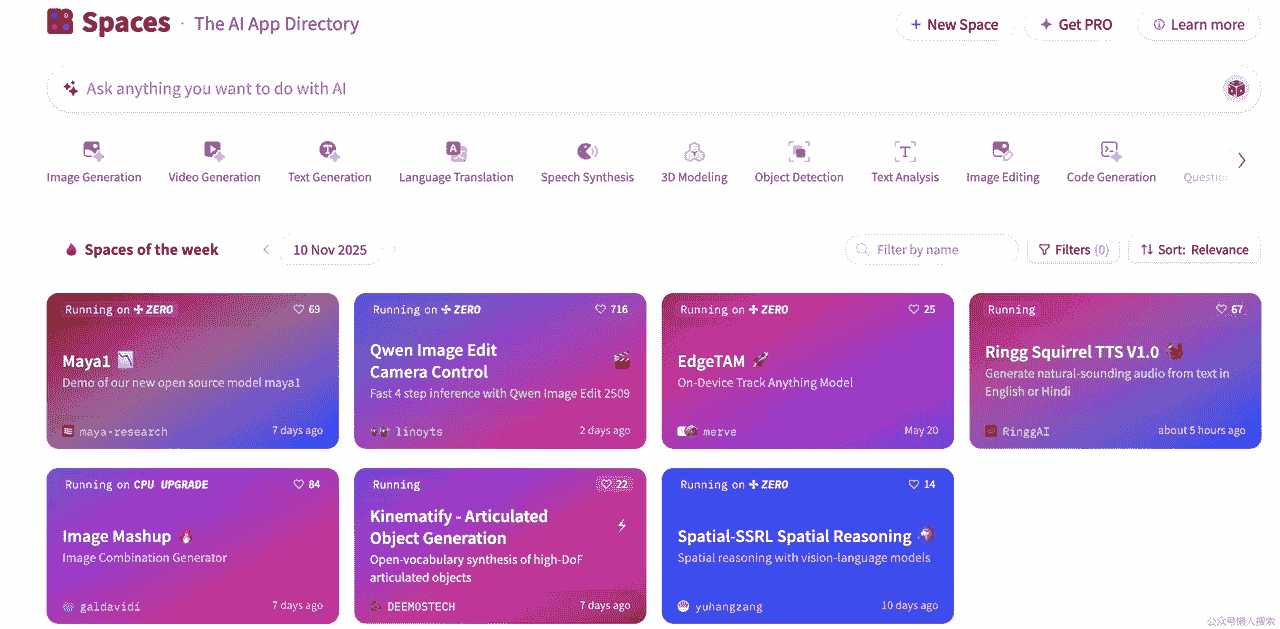 Spaces · The AI App Directory
+ New Space
Get PRO
Learn more
Ask anything you want to do with AI
Image Generation
Video Generation
Text Generation
Language Translation
Speech Synthesis
3D Modeling
Object Detection
Text Analysis
Image Editing
Code Generation
Spaces of the week
10 Nov 2025
Filter by name
Filters (0)
Sort: Relevance
Running on ZERO
69
Maya1
Demo of our new open source model maya1
maya-research
7 days ago
Running on ZERO
716
Qwen Image Edit
Camera Control
Fast 4 step inference with Qwen Image Edit 2509
linoyts
2 days ago
Running on ZERO
25
EdgeTAM
On-Device Track Anything Model
merve
May 20
Running
67
Ringg Squirrel TTS V1.0
Generate natural-sounding audio from text in
English or Hindi
RinggAI
about 5 hours ago
Running on CPU UPGRADE
84
Image Mashup
Image Combination Generator
galdavidi
7 days ago
Running
22
Kinematify - Articulated
Object Generation
Open-vocabulary synthesis of high-DoF
articulated objects
DEEMOSTECH
7 days ago
Running on ZERO
14
Spatial-SSRL Spatial Reasoning
Spatial reasoning with vision-language models
yuhangzang
10 days ago
公众号懒人搜索